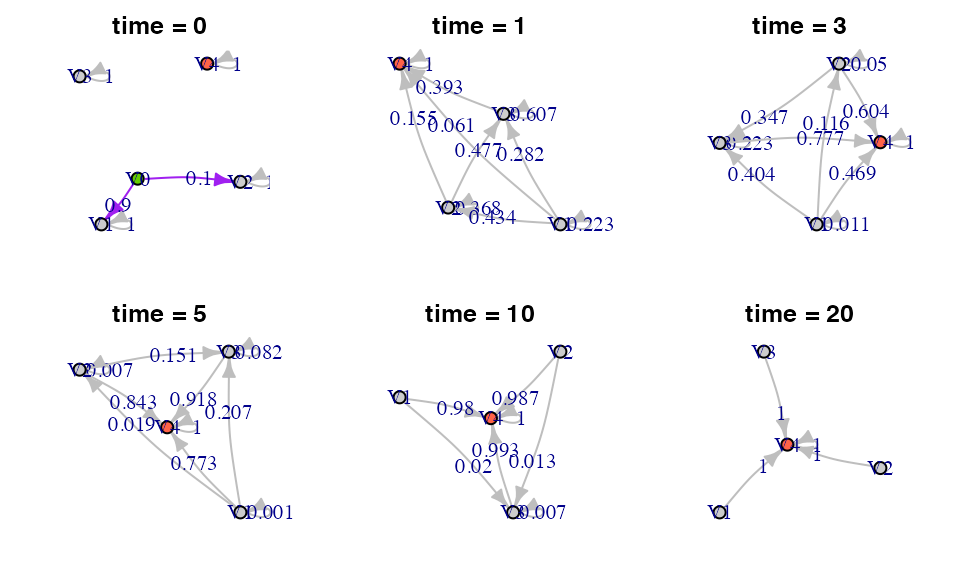 time = 0
V3 1
V4 1
V0
0.1
V2 1
0.9
V1 1
time = 1
V4 1
0.393
0.155
0.061
V3 0.607
0.477
0.282
V2 0.368
0.434
V1 0.223
time = 3
V2 0.05
0.347
0.604
0.116
V3 0.223
0.777
V4 1
0.404
0.469
V1 0.011
time = 5
0.151
V3 0.082
V2 0.007
0.843
0.918
0.207
0.019
V4 1
0.773
V1 0.001
time = 10
V2
V1
0.987
0.98
V4 1
0.993
0.02
0.013
V3 0.007
time = 20
V3
1
V4 1
1
1
V2
V1